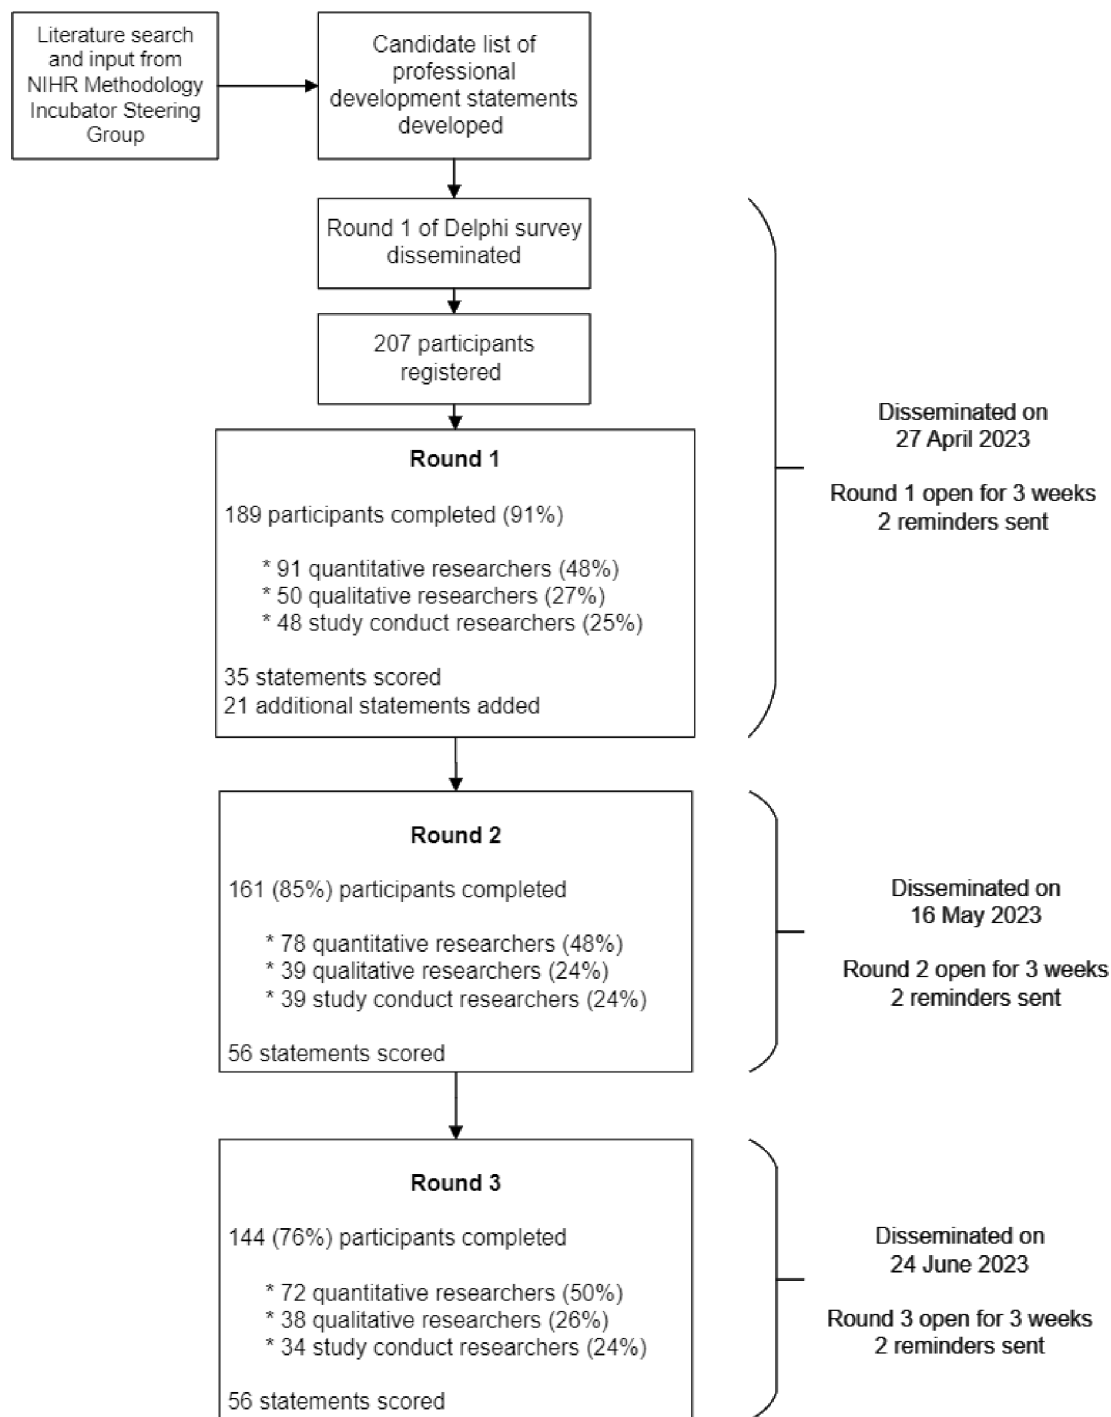 Literature search
and input from
NIHR Methodology
Incubator Steering
Group
Candidate list of
professional
development statements
developed
Round 1 of Delphi survey
disseminated
207 participants
registered
Round 1
189 participants completed (91%)
* 91 quantitative researchers (48%)
* 50 qualitative researchers (27%)
* 48 study conduct researchers (25%)
35 statements scored
21 additional statements added
Disseminated on
27 April 2023
Round 1 open for 3 weeks
2 reminders sent
Round 2
161 (85%) participants completed
* 78 quantitative researchers (48%)
* 39 qualitative researchers (24%)
* 39 study conduct researchers (24%)
56 statements scored
Disseminated on
16 May 2023
Round 2 open for 3 weeks
2 reminders sent
Round 3
144 (76%) participants completed
* 72 quantitative researchers (50%)
* 38 qualitative researchers (26%)
* 34 study conduct researchers (24%)
56 statements scored
Disseminated on
24 June 2023
Round 3 open for 3 weeks
2 reminders sent